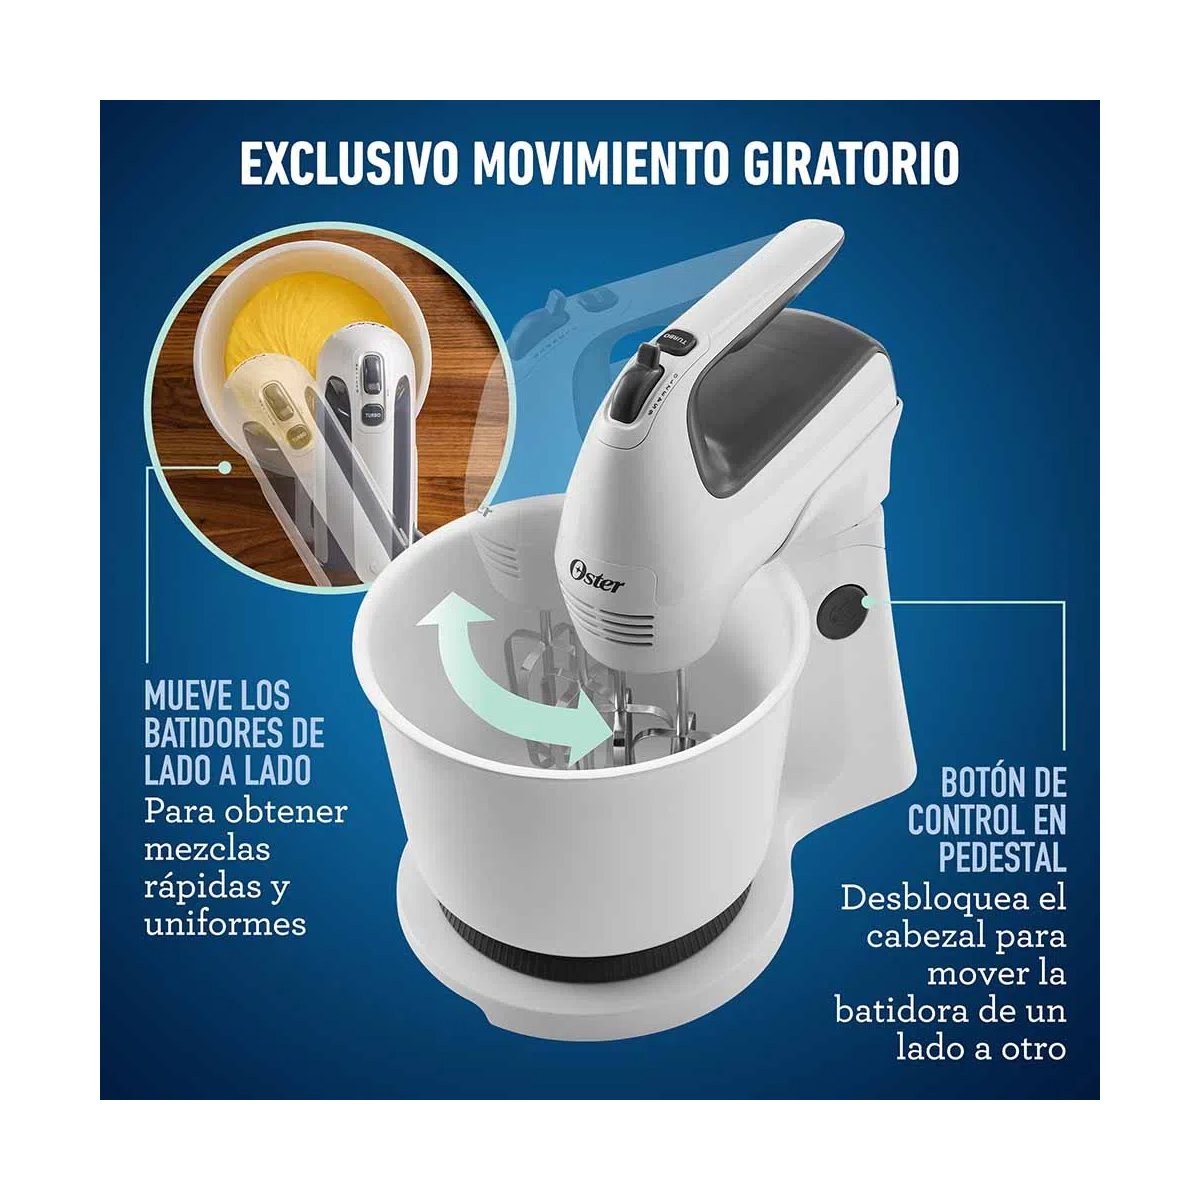 EXCLUSIVO MOVIMIENTO GIRATORIO
TURBO
TURBO
TURBO
Oster
MUEVE LOS
BATIDORES DE
LADO A LADO
Para obtener
mezclas
rápidas y
uniformes
BOTÓN DE
CONTROL EN
PEDESTAL
Desbloquea el
cabezal para
mover la
batidora de un
lado a otro